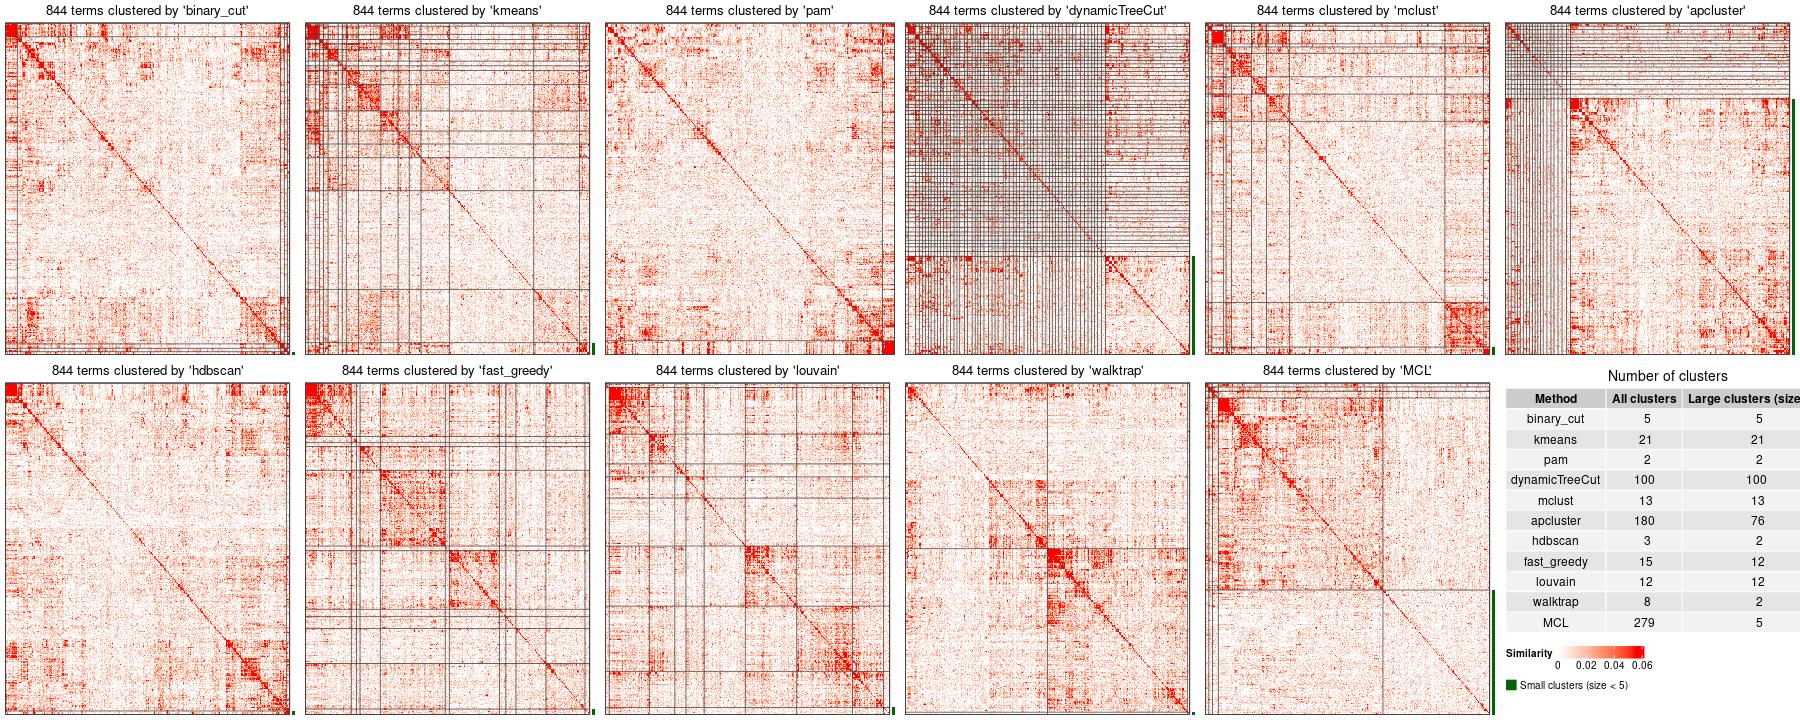 844 terms clustered by 'binary_cut'
844 terms clustered by 'kmeans'
844 terms clustered by 'pam'
844 terms clustered by 'dynamicTreeCut'
844 terms clustered by 'mclust'
844 terms clustered by 'apcluster'
844 terms clustered by 'hdbscan'
844 terms clustered by 'fast_greedy'
844 terms clustered by 'louvain'
844 terms clustered by 'walktrap'
844 terms clustered by 'MCL'
Number of clusters
Method All clusters Large clusters (size
binary_cut 5 5
kmeans 21 21
pam 2 2
dynamicTreeCut 100 100
mclust 13 13
apcluster 180 76
hdbscan 3 2
fast_greedy 15 12
louvain 12 12
walktrap 8 2
MCL 279 5
Similarity
0 0.02 0.04 0.06
Small clusters (size < 5)